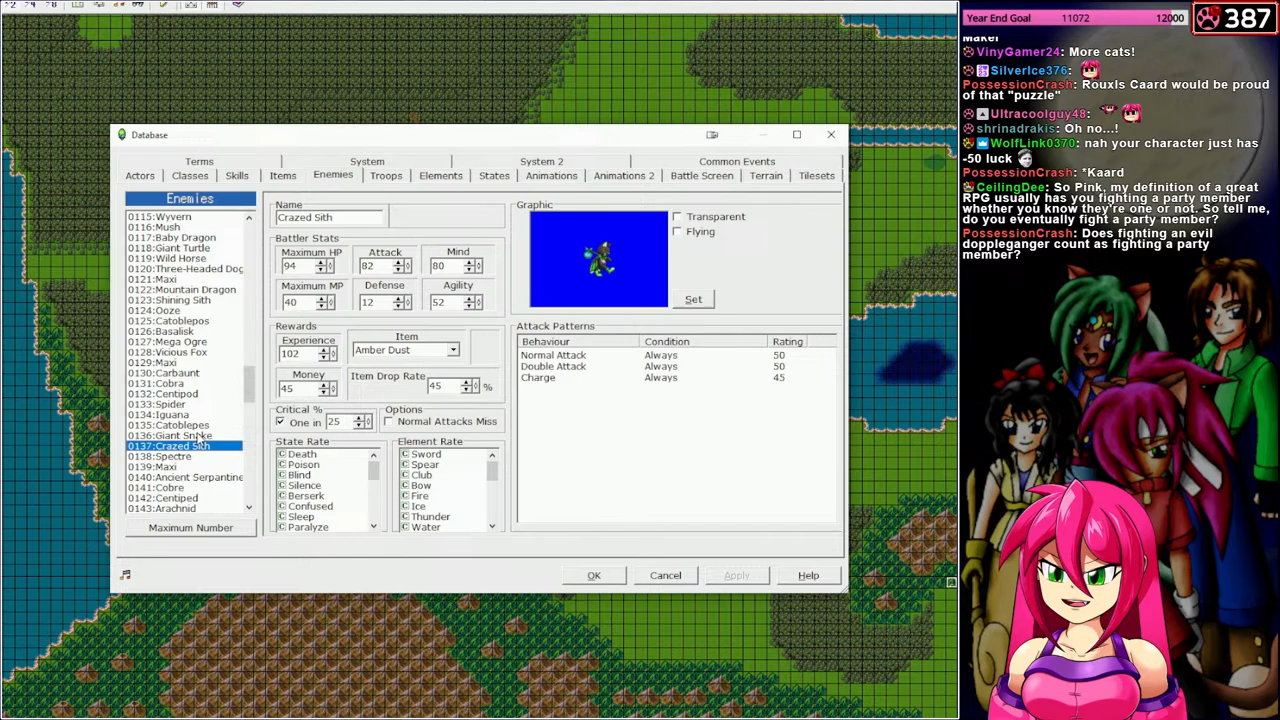 Database
Terms System System 2 Common Events
Actors Classes Skills Items Enemies Troops Elements States Animations Animations 2 Battle Screen Terrain Tilesets
Enemies
0115:Wyvern
0116:Mush
0117:Baby Dragon
0118:Giant Turtle
0119:Wild Horse
0120:Three-Headed Dog
0121:Maxi
0122:Mountain Dragon
0123:Shining Sith
0124:Ooze
0125:Catoblepos
0126:Basalisk
0127:Mega Ogre
0128:Vicious Fox
0129:Maxi
0130:Carbaunt
0131:Cobra
0132:Centipod
0133:Spider
0134:Iguana
0135:Catoblepes
0136:Giant Snake
0137:Crazed Sith
0138:Spectre
0139:Maxi
0140:Ancient Serpantine
0141:Cobre
0142:Centiped
0143:Arachnid
Maximum Number
Name
Crazed Sith
Battler Stats
Maximum HP Attack Mind
94 82 80
Maximum MP Defense Agility
40 12 52
Rewards
Experience Item
102 Amber Dust
Money Item Drop Rate 45 %
45
Critical % Options
One in 25 Normal Attacks Miss
State Rate Element Rate
C Death
C Poison
C Blind
C Silence
C Berserk
C Confused
C Sleep
C Paralyze
C Sword
C Spear
C Club
C Bow
C Fire
C Ice
C Thunder
C Water
Graphic
Transparent
Flying
Set
Attack Patterns
Behaviour Condition Rating
Normal Attack Always 50
Double Attack Always 50
Charge Always 45
OK Cancel Apply Help
Year End Goal 11072 12000 387
Maker
VinyGamer24: More cats!
SilverIce376:
PossessionCrash: Rouxls Caard would be proud
of that "puzzle"
Ultracoolguy48:
shrinadrakis: Oh no...!
WolfLink0370: nah your character just has
-50 luck
PossessionCrash: *Kaard
CeilingDee: So Pink, my definition of a great
RPG usually has you fighting a party member
whether you know they're one or not. So tell me,
do you eventually fight a party member?
PossessionCrash: Does fighting an evil
doppleganger count as fighting a party
member?